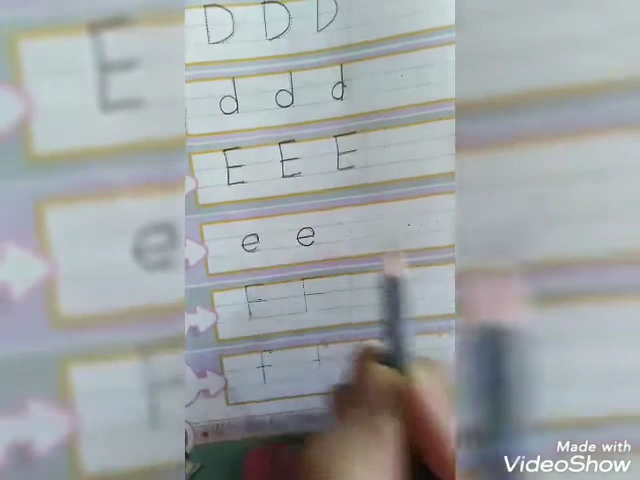 D D D
d d d
E E E
e e
F F
f f
Made with
VideoShow